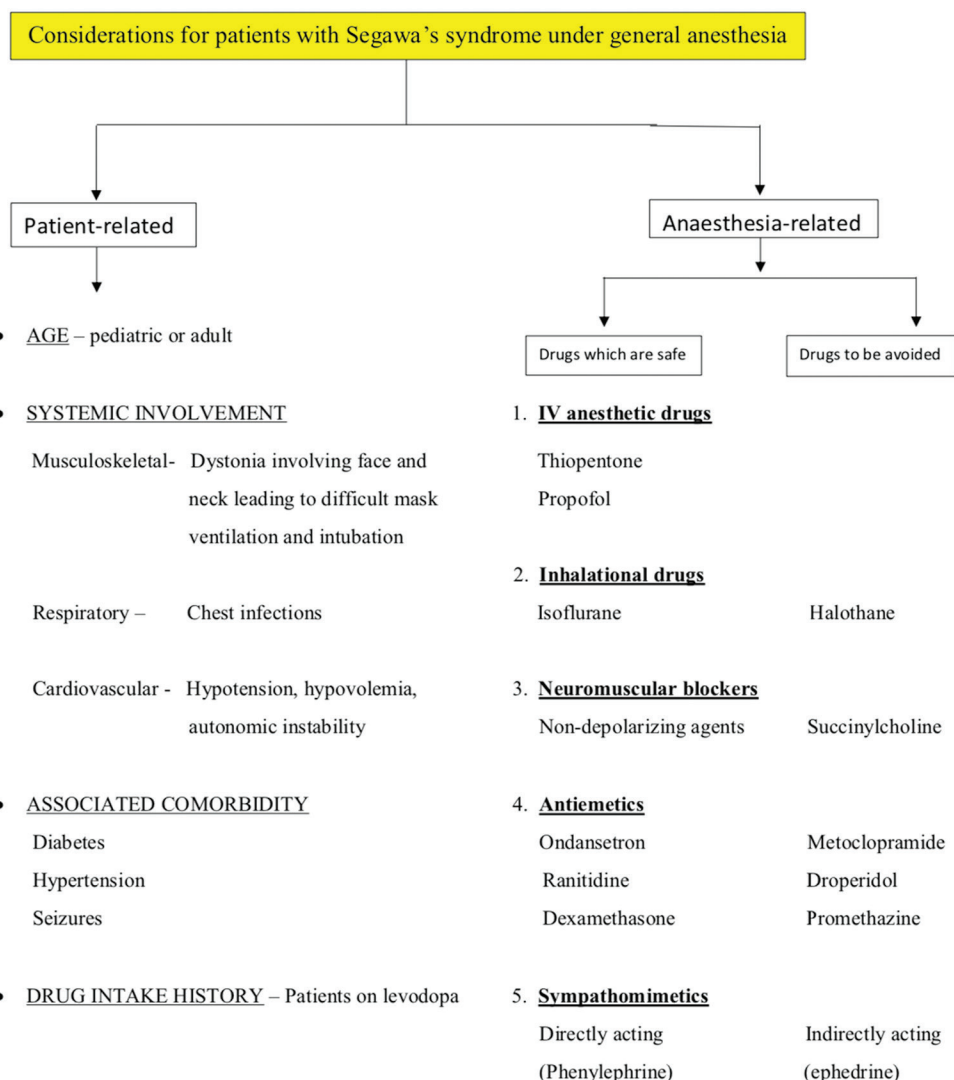 Considerations for patients with Segawa's syndrome under general anesthesia
Patient-related
• AGE – pediatric or adult
• SYSTEMIC INVOLVEMENT
Musculoskeletal- Dystonia involving face and
neck leading to difficult mask
ventilation and intubation
Respiratory – Chest infections
Cardiovascular - Hypotension, hypovolemia,
autonomic instability
• ASSOCIATED COMORBIDITY
Diabetes
Hypertension
Seizures
• DRUG INTAKE HISTORY – Patients on levodopa
Anaesthesia-related
Drugs which are safe Drugs to be avoided
1. IV anesthetic drugs
Thiopentone
Propofol
2. Inhalational drugs
Isoflurane Halothane
3. Neuromuscular blockers
Non-depolarizing agents Succinylcholine
4. Antiemetics
Ondansetron Metoclopramide
Ranitidine Droperidol
Dexamethasone Promethazine
5. Sympathomimetics
Directly acting Indirectly acting
(Phenylephrine) (ephedrine)